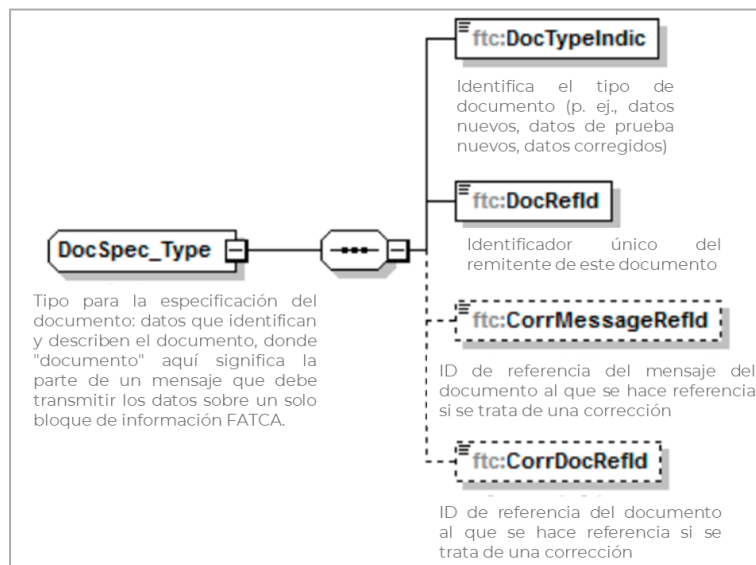 ftc:DocTypeIndic
Identifica el tipo de
documento (p. ej., datos
nuevos, datos de prueba
nuevos, datos corregidos)
ftc:DocRefId
Identificador único del
remitente de este documento
DocSpec_Type
Tipo para la especificación del
documento: datos que identifican
y describen el documento, donde
"documento" aquí significa la
parte de un mensaje que debe
transmitir los datos sobre un solo
bloque de información FATCA.
ftc:CorrMessageRefId
ID de referencia del mensaje del
documento al que se hace referencia
si se trata de una corrección
ftc:CorrDocRefId
ID de referencia del documento
al que se hace referencia si se
trata de una corrección